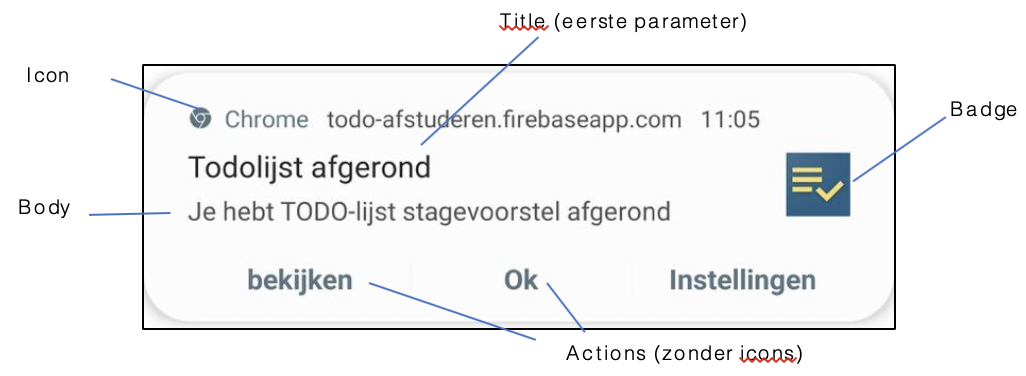 Title (eerste parameter)
Icon
Chrome todo-afstuderen.firebaseapp.com 11:05
Badge
Todolijst afgerond
Body
Je hebt TODO-lijst stagevoorstel afgerond
bekijken Ok Instellingen
Actions (zonder icons)